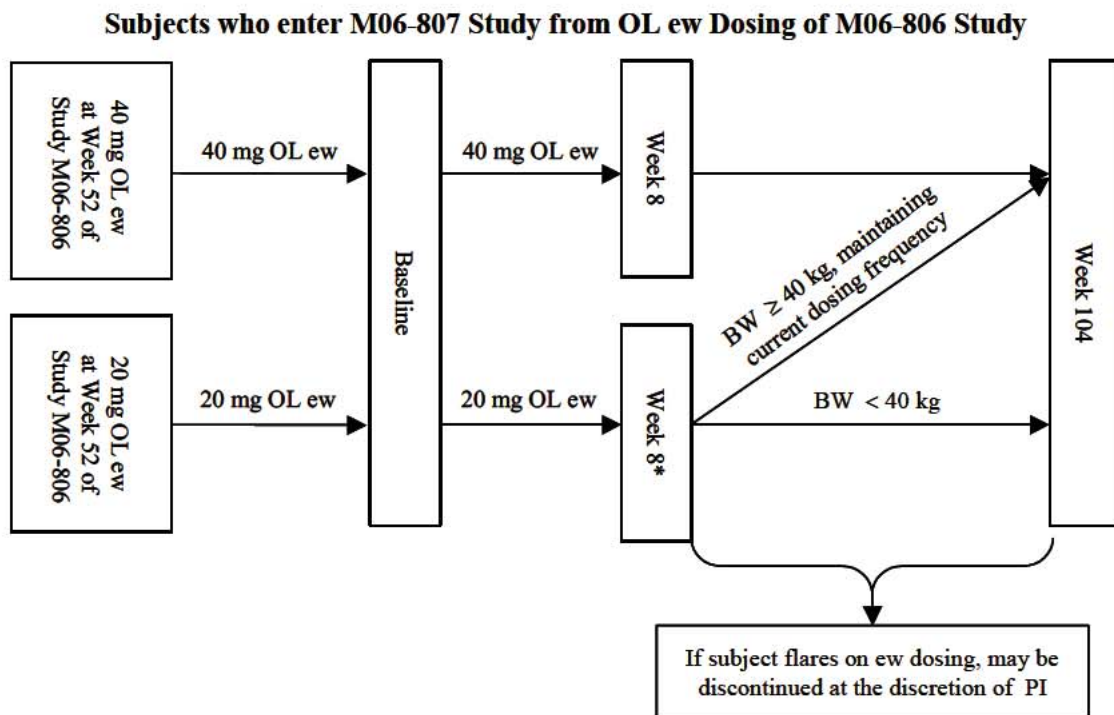 Subjects who enter M06-807 Study from OL ew Dosing of M06-806 Study
40 mg OL ew
at Week 52 of
Study M06-806
40 mg OL ew
Baseline
40 mg OL ew
Week 8
BW ≥ 40 kg, maintaining
current dosing frequency
Week 104
20 mg OL ew
at Week 52 of
Study M06-806
20 mg OL ew
20 mg OL ew
Week 8*
BW < 40 kg
If subject flares on ew dosing, may be
discontinued at the discretion of PI